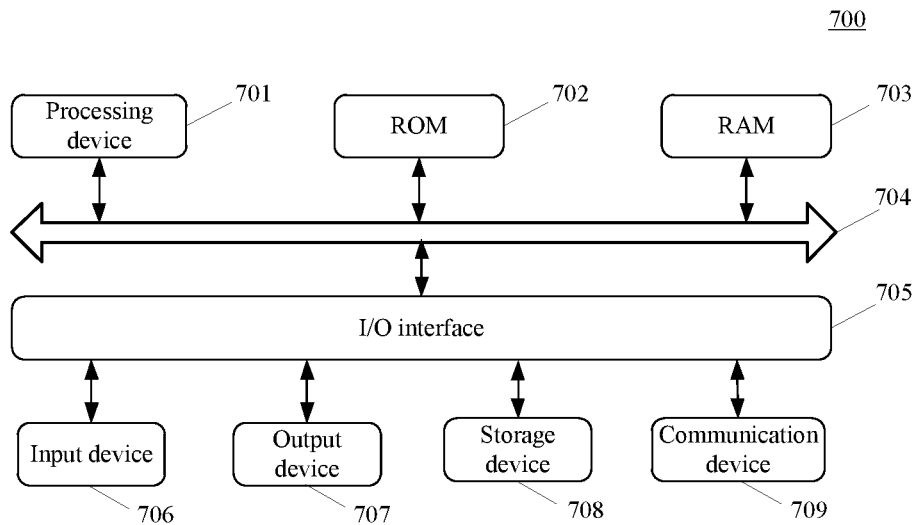 700
Processing
device
701
ROM
702
RAM
703
704
I/O interface
705
Input device
706
Output
device
707
Storage
device
708
Communication
device
709